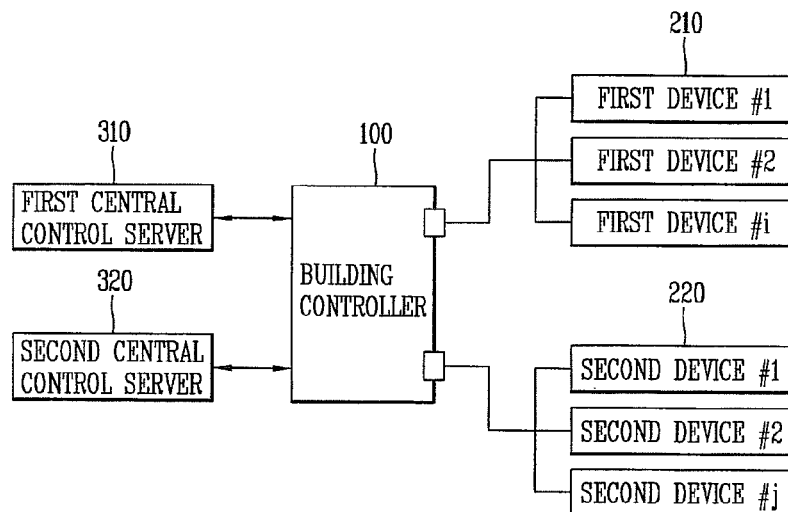 210
FIRST DEVICE #1
310
100
FIRST DEVICE #2
FIRST CENTRAL
CONTROL SERVER
FIRST DEVICE #i
BUILDING
CONTROLLER
320
220
SECOND CENTRAL
CONTROL SERVER
SECOND DEVICE #1
SECOND DEVICE #2
SECOND DEVICE #j